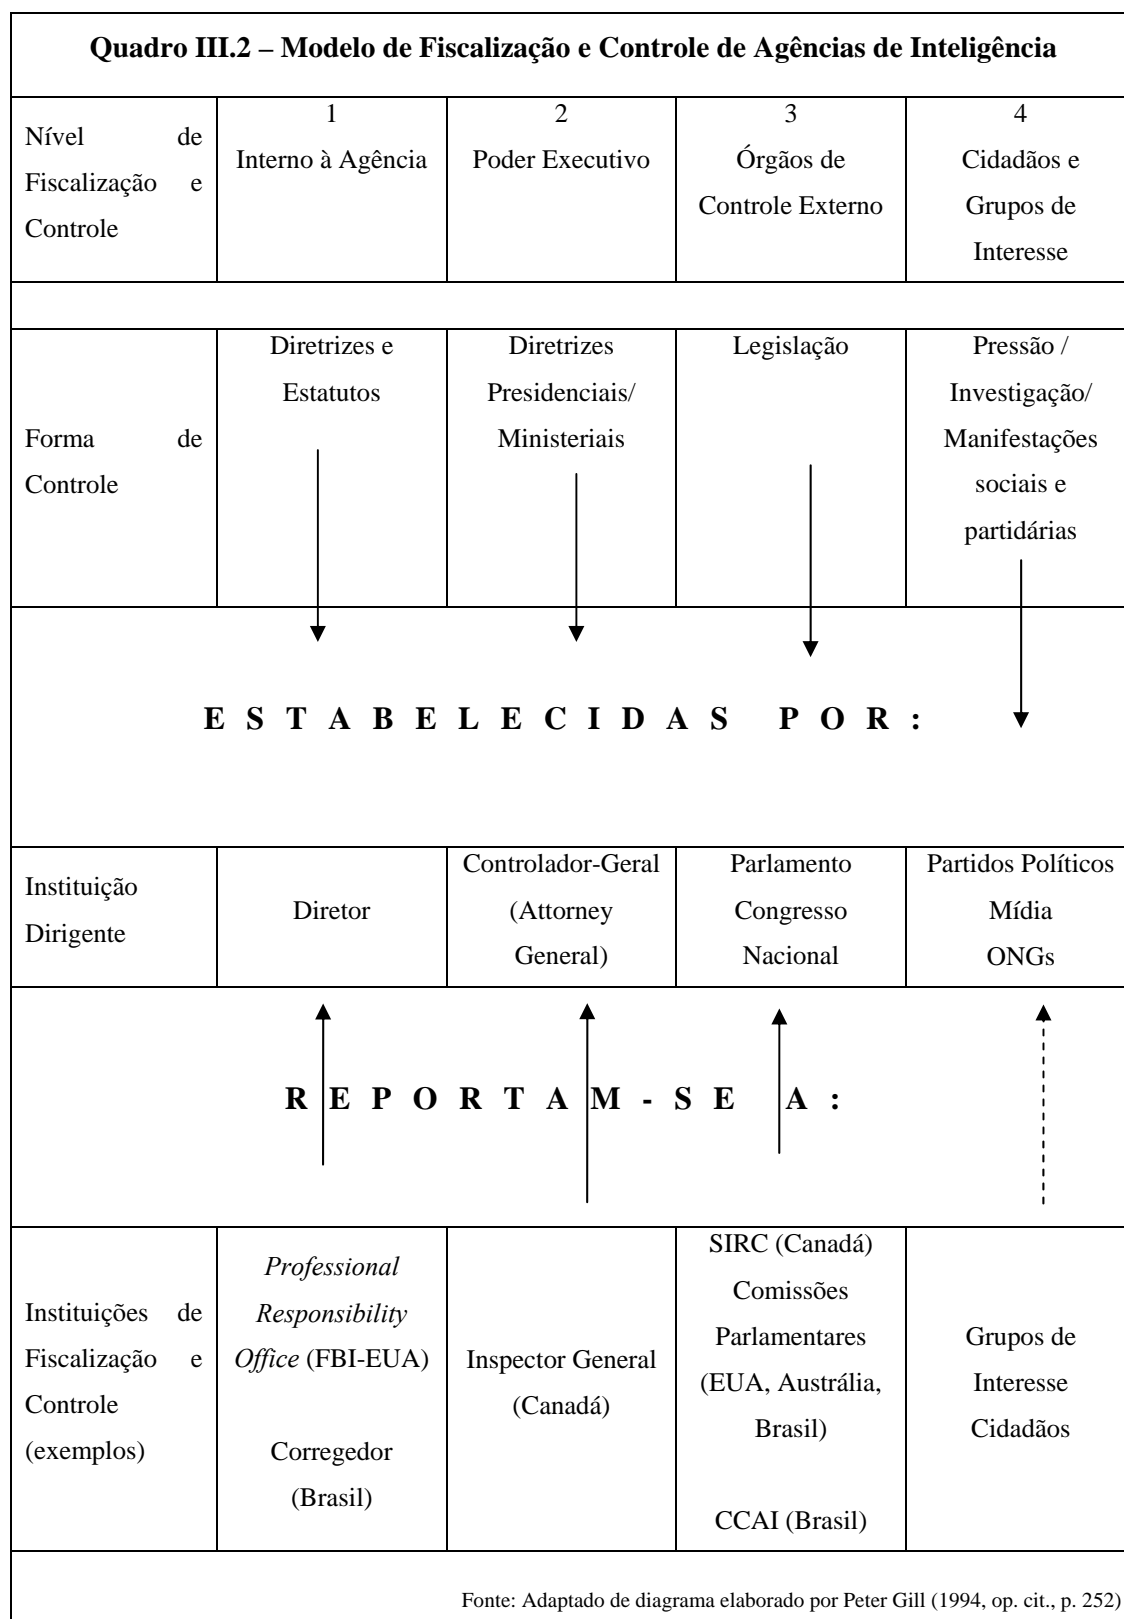 Quadro III.2 – Modelo de Fiscalização e Controle de Agências de Inteligência
Nível de
Fiscalização e
Controle
1
Interno à Agência
2
Poder Executivo
3
Órgãos de
Controle Externo
4
Cidadãos e
Grupos de
Interesse
Forma de
Controle
Diretrizes e
Estatutos
Diretrizes
Presidenciais/
Ministeriais
Legislação
Pressão /
Investigação/
Manifestações
sociais e
partidárias
E S T A B E L E C I D A S P O R :
Instituição
Dirigente
Diretor
Controlador-Geral
(Attorney
General)
Parlamento
Congresso
Nacional
Partidos Políticos
Mídia
ONGs
R E P O R T A M - S E A :
Instituições de
Fiscalização e
Controle
(exemplos)
Professional
Responsibility
Office (FBI-EUA)
Corregedor
(Brasil)
Inspector General
(Canadá)
SIRC (Canadá)
Comissões
Parlamentares
(EUA, Austrália,
Brasil)
CCAI (Brasil)
Grupos de
Interesse
Cidadãos
Fonte: Adaptado de diagrama elaborado por Peter Gill (1994, op. cit., p. 252)